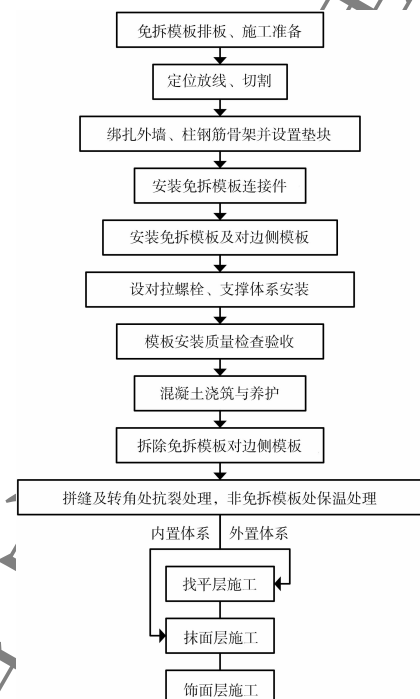 免拆模板排板、施工准备
定位放线、切割
绑扎外墙、柱钢筋骨架并设置垫块
安装免拆模板连接件
安装免拆模板及对边侧模板
设对拉螺栓、支撑体系安装
模板安装质量检查验收
混凝土浇筑与养护
拆除免拆模板对边侧模板
拼缝及转角处抗裂处理，非免拆模板处保温处理
内置体系 外置体系
找平层施工
抹面层施工
饰面层施工